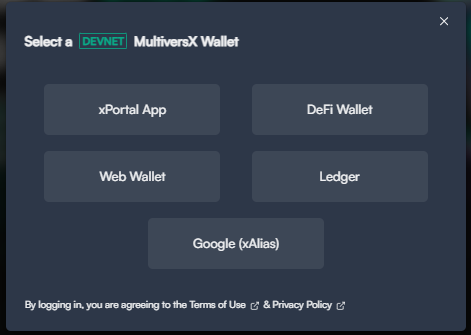 Select a DEVNET MultiversX Wallet
xPortal App
DeFi Wallet
Web Wallet
Ledger
Google (xAlias)
By logging in, you are agreeing to the Terms of Use & Privacy Policy